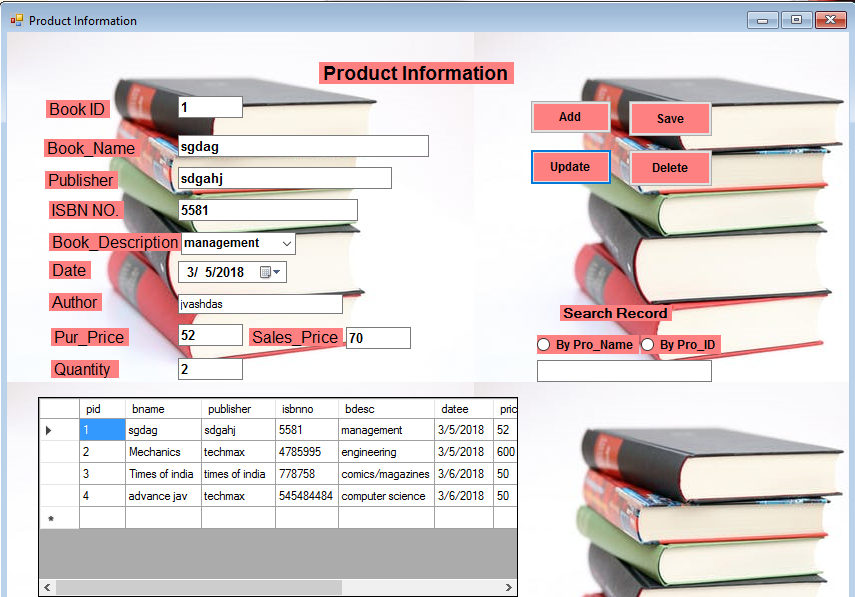 Product Information
Product Information
Book ID 1
Book_Name sgdag
Publisher sdgahj
ISBN NO. 5581
Book_Description management
Date 3/ 5/2018
Author jvashdas
Pur_Price 52 Sales_Price 70
Quantity 2
Add Save
Update Delete
Search Record
By Pro_Name By Pro_ID
pid bname publisher isbnno bdesc datee pric
1 sgdag sdgahj 5581 management 3/5/2018 52
2 Mechanics techmax 4785995 engineering 3/5/2018 600
3 Times of india times of india 778758 comics/magazines 3/6/2018 50
4 advance jav techmax 545484484 computer science 3/6/2018 50
*